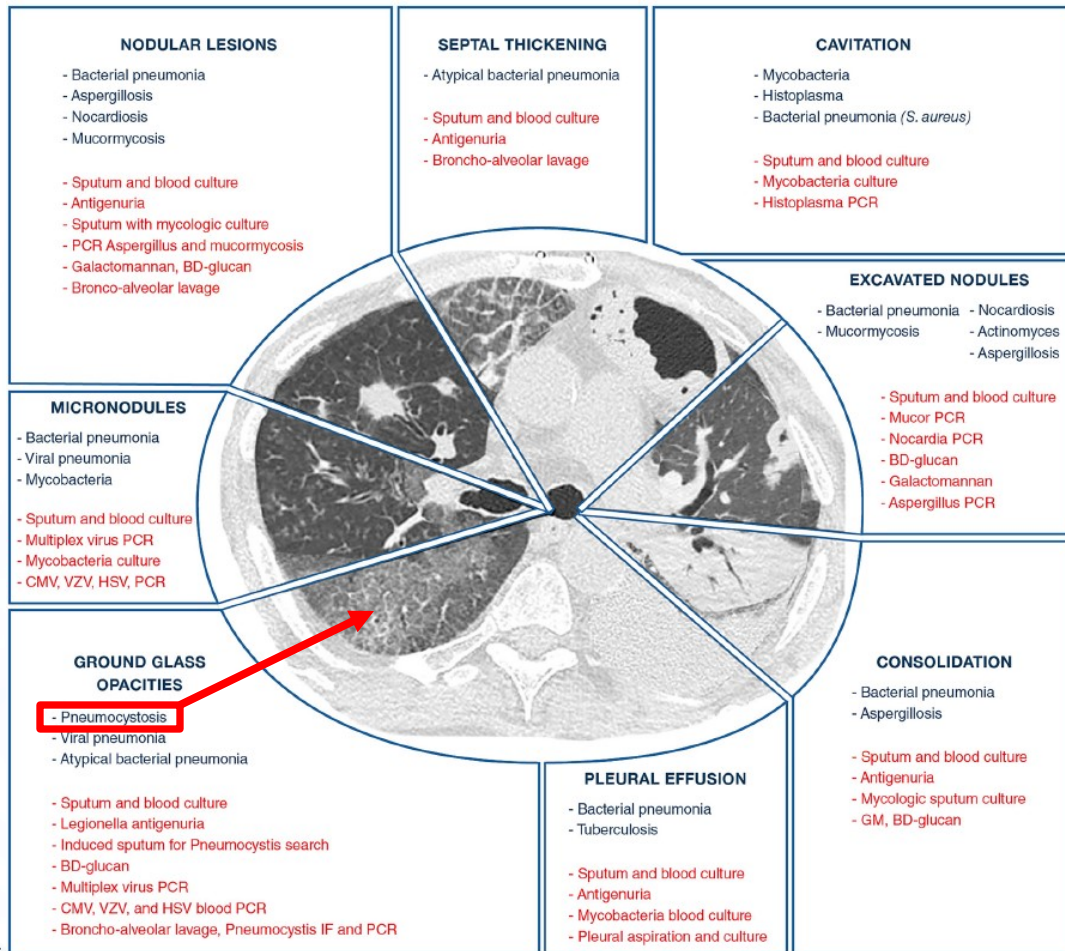 NODULAR LESIONS
- Bacterial pneumonia
- Aspergillosis
- Nocardiosis
- Mucormycosis
- Sputum and blood culture
- Antigenuria
- Sputum with mycologic culture
- PCR Aspergillus and mucormycosis
- Galactomannan, BD-glucan
- Bronco-alveolar lavage
SEPTAL THICKENING
- Atypical bacterial pneumonia
- Sputum and blood culture
- Antigenuria
- Broncho-alveolar lavage
CAVITATION
- Mycobacteria
- Histoplasma
- Bacterial pneumonia (S. aureus)
- Sputum and blood culture
- Mycobacteria culture
- Histoplasma PCR
EXCAVATED NODULES
- Bacterial pneumonia - Nocardiosis
- Mucormycosis - Actinomyces
- Aspergillosis
- Sputum and blood culture
- Mucor PCR
- Nocardia PCR
- BD-glucan
- Galactomannan
- Aspergillus PCR
MICRONODULES
- Bacterial pneumonia
- Viral pneumonia
- Mycobacteria
- Sputum and blood culture
- Multiplex virus PCR
- Mycobacteria culture
- CMV, VZV, HSV, PCR
GROUND GLASS
OPACITIES
- Pneumocystosis
- Viral pneumonia
- Atypical bacterial pneumonia
- Sputum and blood culture
- Legionella antigenuria
- Induced sputum for Pneumocystis search
- BD-glucan
- Multiplex virus PCR
- CMV, VZV, and HSV blood PCR
- Broncho-alveolar lavage, Pneumocystis IF and PCR
PLEURAL EFFUSION
- Bacterial pneumonia
- Tuberculosis
- Sputum and blood culture
- Antigenuria
- Mycobacteria blood culture
- Pleural aspiration and culture
CONSOLIDATION
- Bacterial pneumonia
- Aspergillosis
- Sputum and blood culture
- Antigenuria
- Mycologic sputum culture
- GM, BD-glucan